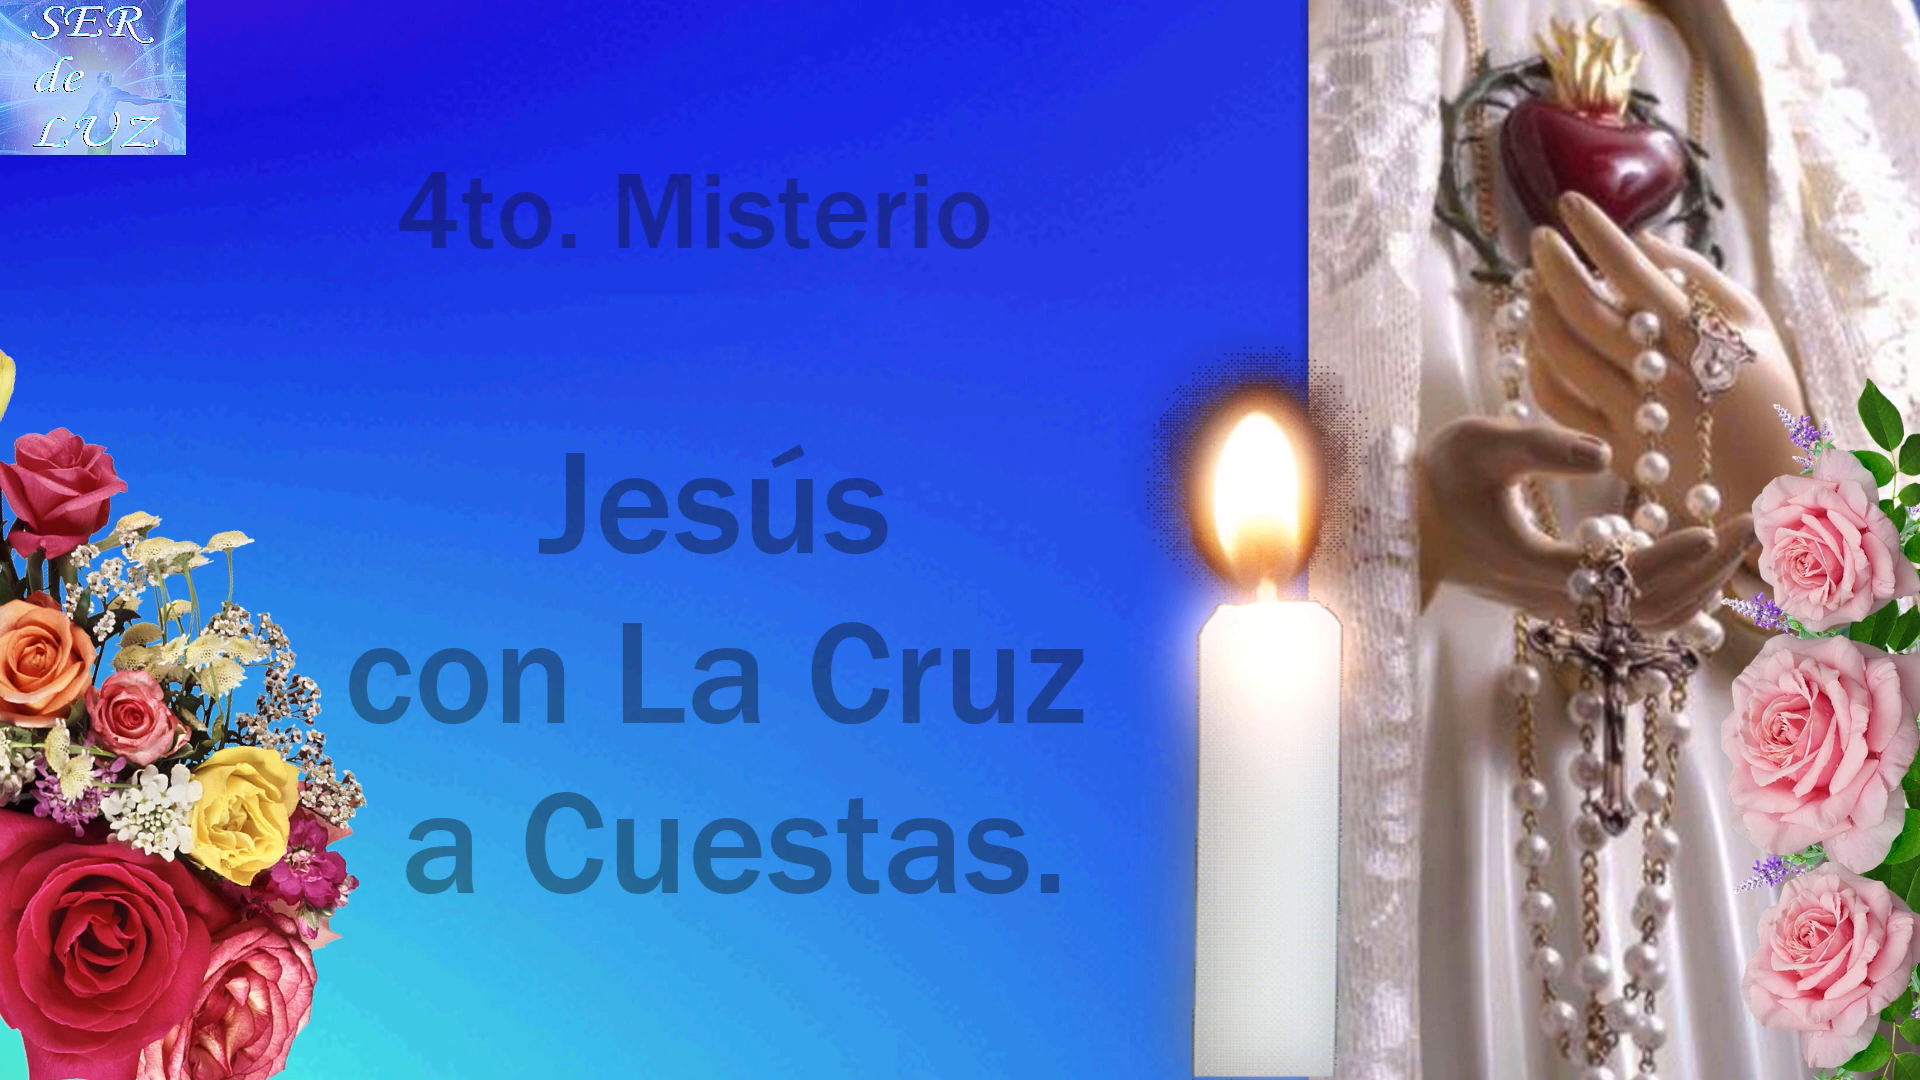 SER
de
LUZ
4to. Misterio
Jesús
con La Cruz
a Cuestas.